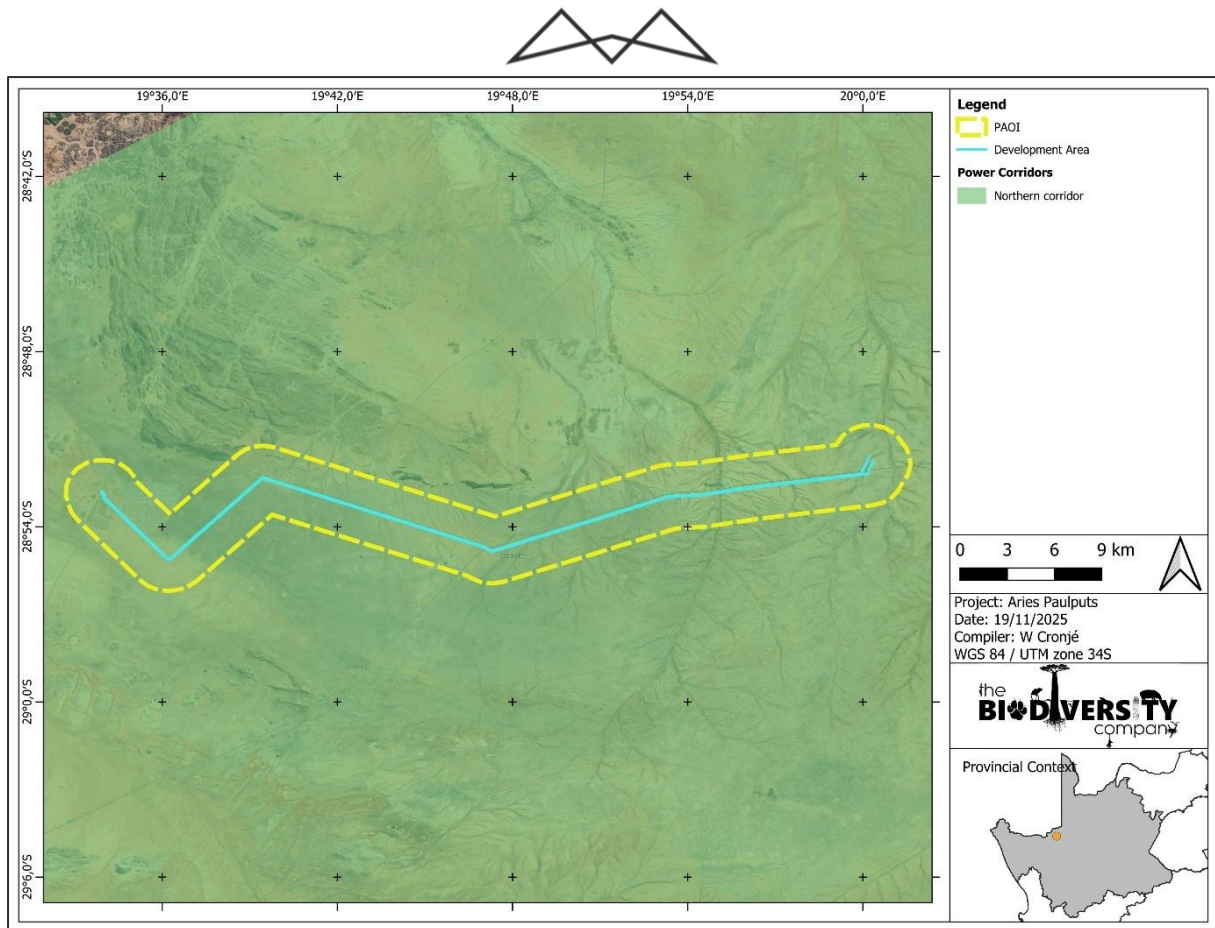 19°36,0'E 19°42,0'E 19°48,0'E 19°54,0'E 20°0,0'E
28°42,0'S
28°48,0'S
28°54,0'S
29°0,0'S
29°6,0'S
Legend
PAOI
Development Area
Power Corridors
Northern corridor
0 3 6 9 km
Project: Aries Paulputs
Date: 19/11/2025
Compiler: W Cronjé
WGS 84 / UTM zone 34S
the
BIODIVERSITY
company
Provincial Context